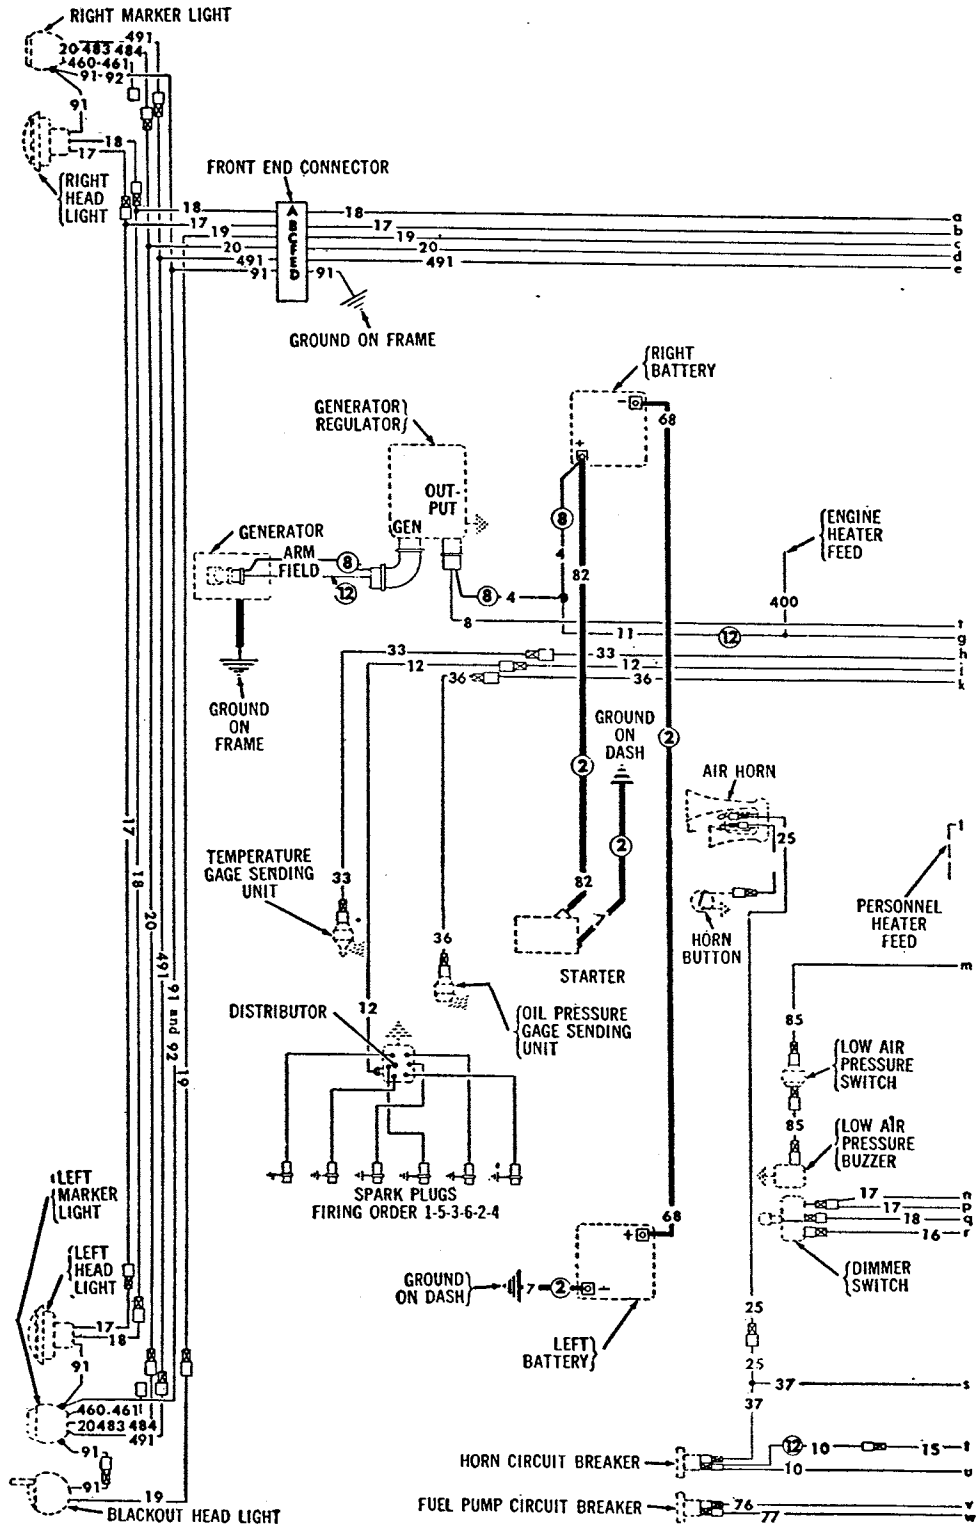 RIGHT MARKER LIGHT
491
20-483 484
460-461
91-92
91
18
17
RIGHT
HEAD
LIGHT
FRONT END CONNECTOR
A
B
C
F
E
D
18
18
a
17
17
b
19
19
c
20
20
d
491
491
e
91
91
GROUND ON FRAME
RIGHT
BATTERY
−
68
+
GENERATOR
REGULATOR
OUT-
PUT
GEN
8
4
82
ENGINE
HEATER
FEED
400
GENERATOR
ARM
FIELD
8
12
8
4
8
f
11
12
g
33
33
h
12
12
j
36
36
k
GROUND
ON
FRAME
GROUND
ON
DASH
2
2
2
AIR HORN
25
l
PERSONNEL
HEATER
FEED
HORN
BUTTON
17
18
20
491
91 and 92
19
TEMPERATURE
GAGE SENDING
UNIT
33
82
STARTER
36
OIL PRESSURE
GAGE SENDING
UNIT
DISTRIBUTOR
12
m
85
LOW AIR
PRESSURE
SWITCH
85
LOW AIR
PRESSURE
BUZZER
17
n
17
p
18
q
16
r
DIMMER
SWITCH
SPARK PLUGS
FIRING ORDER 1-5-3-6-2-4
68
+
−
GROUND
ON DASH
7
2
LEFT
BATTERY
LEFT
MARKER
LIGHT
LEFT
HEAD
LIGHT
17
18
91
460-461
20-483 484
491
91
91
19
BLACKOUT HEAD LIGHT
25
25
37
s
37
HORN CIRCUIT BREAKER
12
10
15
t
10
u
FUEL PUMP CIRCUIT BREAKER
76
v
77
w